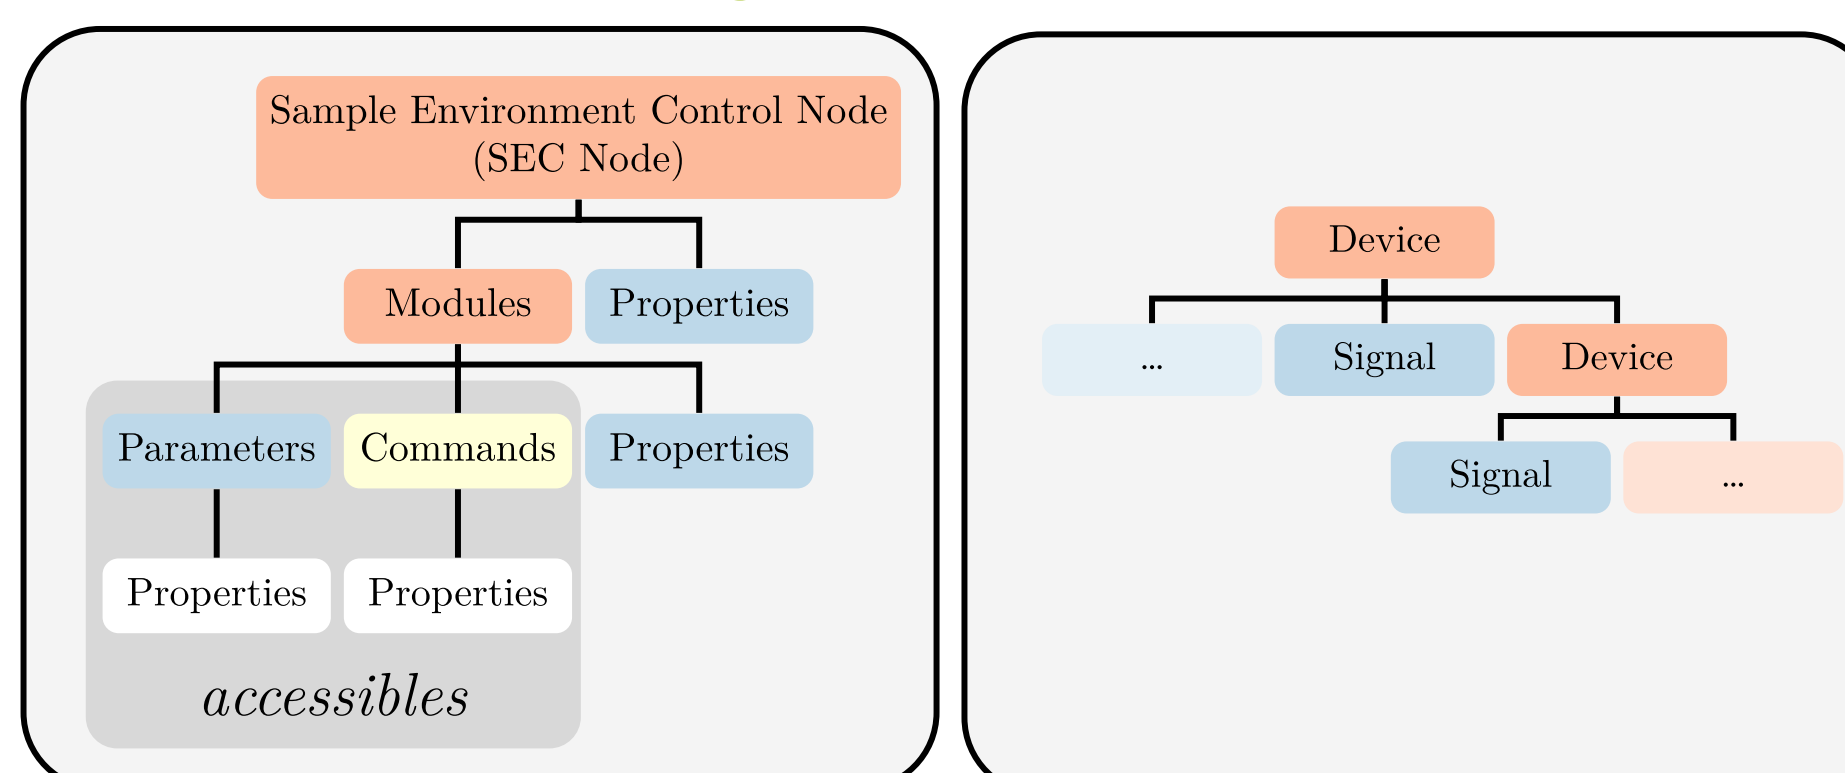 Sample Environment Control Node
(SEC Node)
Modules
Properties
Parameters
Commands
Properties
Properties
Properties
accessibles
Device
...
Signal
Device
Signal
...